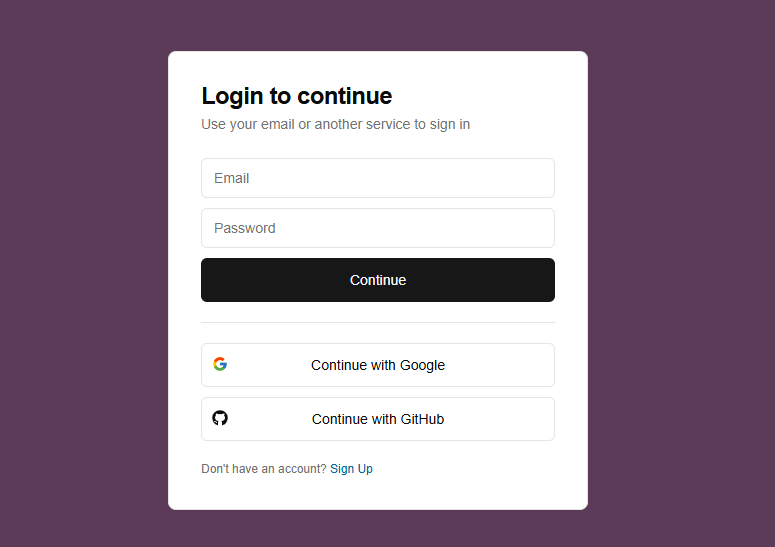 Login to continue
Use your email or another service to sign in
Email
Password
Continue
Continue with Google
Continue with GitHub
Don't have an account? Sign Up